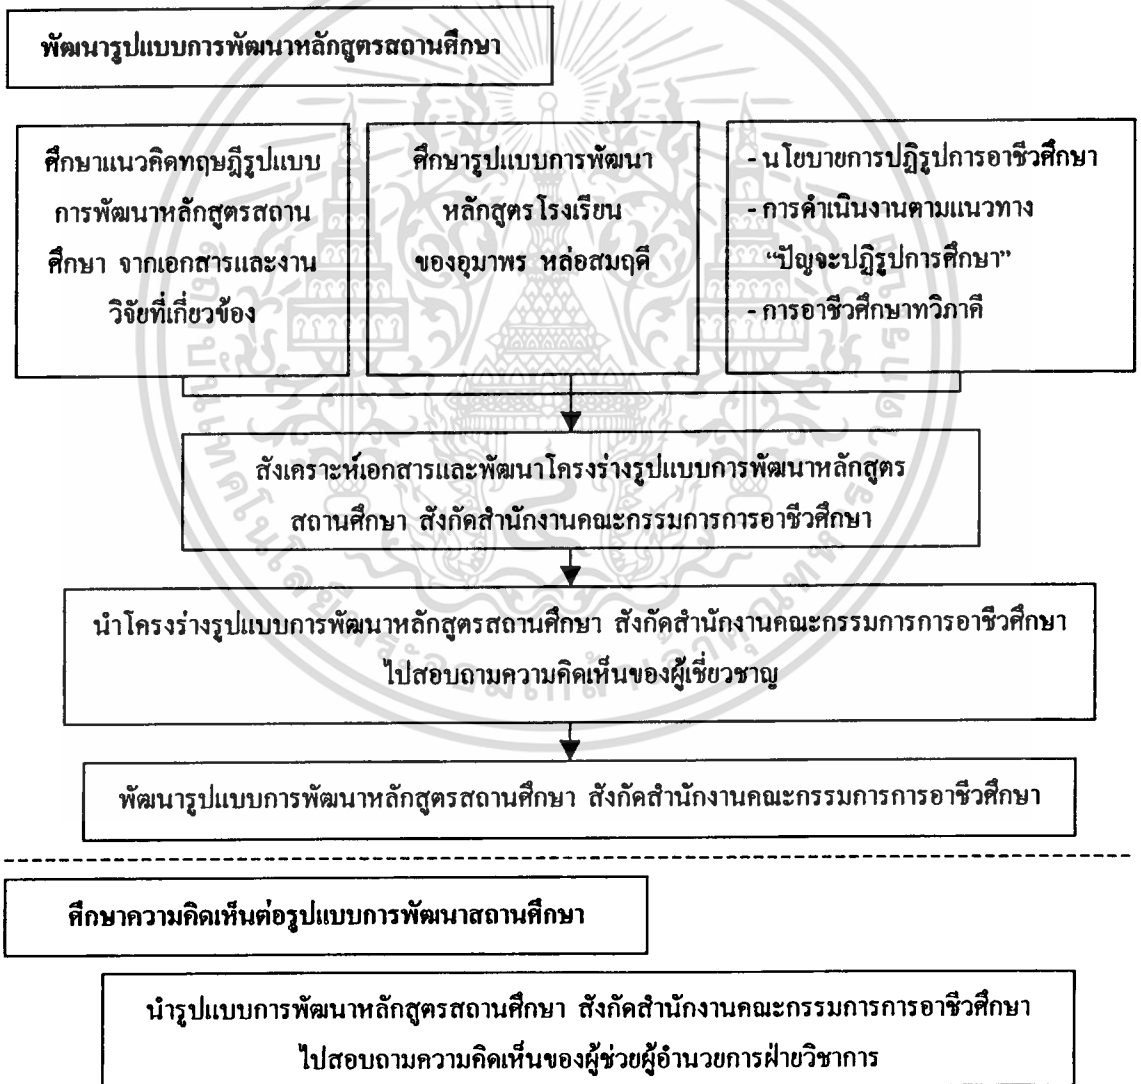 พัฒนารูปแบบการพัฒนาหลักสูตรสถานศึกษา
ศึกษาแนวคิดทฤษฎีรูปแบบ
การพัฒนาหลักสูตรสถาน
ศึกษา จากเอกสารและงาน
วิจัยที่เกี่ยวข้อง
ศึกษารูปแบบการพัฒนา
หลักสูตรโรงเรียน
ของอุมาพร หล่อสมฤดี
- นโยบายการปฏิรูปการอาชีวศึกษา
- การดำเนินงานตามแนวทาง
“ปัญจะปฏิรูปการศึกษา”
- การอาชีวศึกษาทวิภาคี
สังเคราะห์เอกสารและพัฒนาโครงร่างรูปแบบการพัฒนาหลักสูตร
สถานศึกษา สังกัดสำนักงานคณะกรรมการการอาชีวศึกษา
นำโครงร่างรูปแบบการพัฒนาหลักสูตรสถานศึกษา สังกัดสำนักงานคณะกรรมการการอาชีวศึกษา
ไปสอบถามความคิดเห็นของผู้เชี่ยวชาญ
พัฒนารูปแบบการพัฒนาหลักสูตรสถานศึกษา สังกัดสำนักงานคณะกรรมการการอาชีวศึกษา
ศึกษาความคิดเห็นต่อรูปแบบการพัฒนาสถานศึกษา
นำรูปแบบการพัฒนาหลักสูตรสถานศึกษา สังกัดสำนักงานคณะกรรมการการอาชีวศึกษา
ไปสอบถามความคิดเห็นของผู้ช่วยผู้อำนวยการฝ่ายวิชาการ